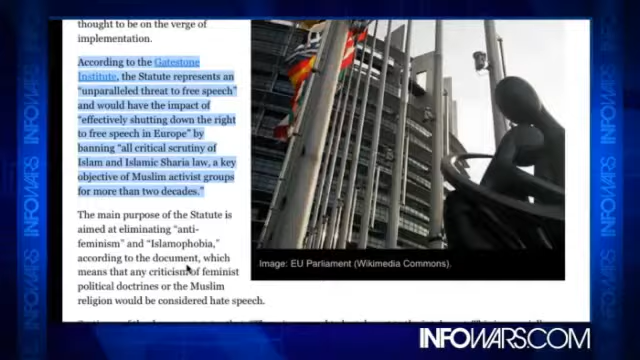 thought to be on the verge of
implementation.
According to the Gatestone
Institute, the Statute represents an
“unparalleled threat to free speech”
and would have the impact of
“effectively shutting down the right
to free speech in Europe” by
banning “all critical scrutiny of
Islam and Islamic Sharia law, a key
objective of Muslim activist groups
for more than two decades.”
The main purpose of the Statute is
aimed at eliminating “anti-
feminism” and “Islamophobia,”
according to the document, which
means that any criticism of feminist
political doctrines or the Muslim
religion would be considered hate speech.
Image: EU Parliament (Wikimedia Commons).
INFOWARS
INFOWARS
INFOWARS
INFOWARS
INFOWARS.COM